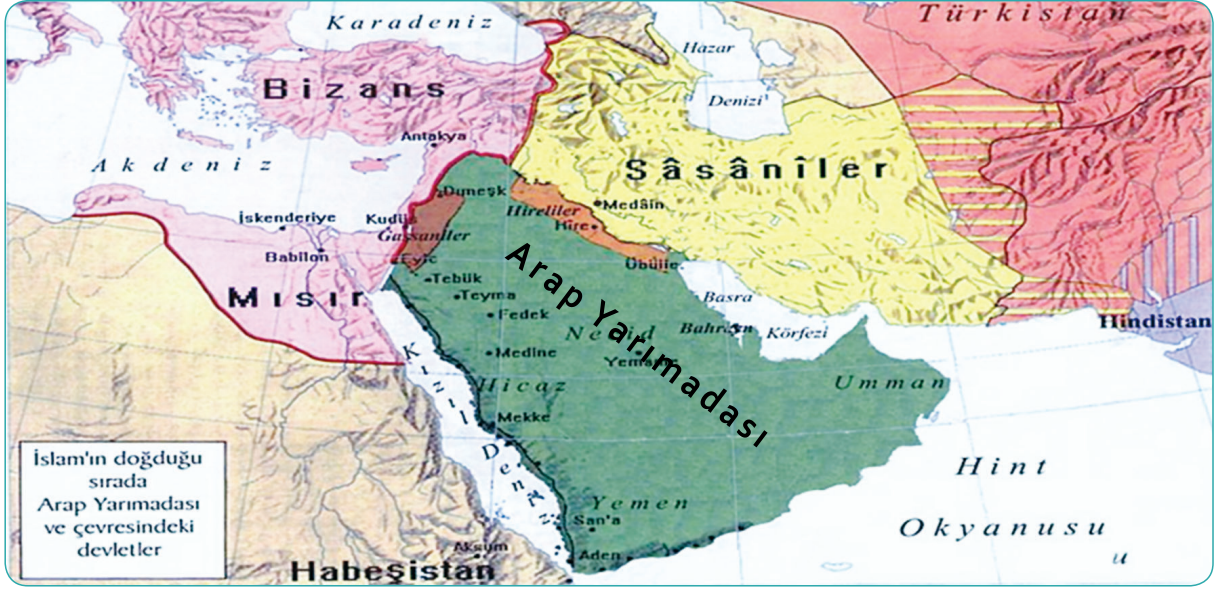 Karadeniz
Türkistan
Hazar
Denizi
Bizans
Antakya
Akdeniz
Sâsânîler
Dımeşk
Hireliler
Medâin
Hire
İskenderiye
Kudüs
Gassaniler
Babilon
Eyle
Übülle
Tebük
Mısır
Teyma
Fedek
Arap Yarımadası
Necid
Basra
Körfezi
Bahreyn
Hindistan
Medine
Yemame
Hicaz
Umman
Mekke
Kızıl Deniz
İslam'ın doğduğu
sırada
Arap Yarımadası
ve çevresindeki
devletler
Hint
Okyanusu
u
Yemen
San'a
Aksum
Aden
Habeşistan